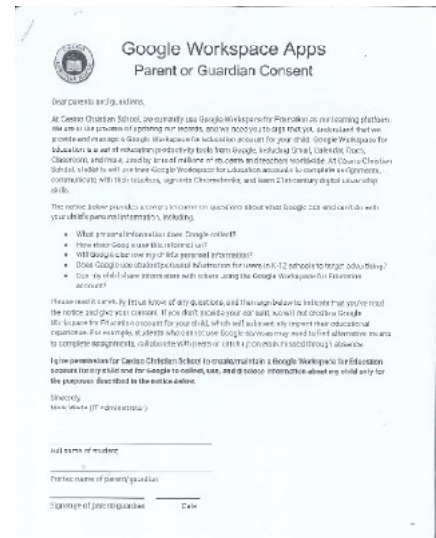 Google Workspace Apps
Parent or Guardian Consent
Dear parents and guardians,
At Casino Christian School, we currently use Google Workspace for Education as our learning platform.
We are in the process of updating our records, and we need you to sign that you understand that we
provide and manage a Google Workspace for Education account for your child. Google Workspace for
Education is a set of education productivity tools from Google, including Gmail, Calendar, Docs,
Classroom, and more, used by tens of millions of students and teachers worldwide. At Casino Christian
School, students will use their Google Workspace for Education accounts to complete assignments,
communicate with their teachers, sign into Chromebooks, and learn 21st century digital citizenship
skills.
The notice below provides answers to common questions about what Google can and can't do with
your child's personal information, including:
What personal information does Google collect?
How does Google use this information?
Will Google disclose my child's personal information?
Does Google use student personal information for users in K-12 schools to target advertising?
Can my child share information with others using the Google Workspace for Education
account?
Please read it carefully, let us know of any questions, and then sign below to indicate that you've read
the notice and give your consent. If you don't provide your consent, we will not create a Google
Workspace for Education account for your child, which will impact their educational
experience. For example, students who cannot use Google services may need to find alternative means
to complete assignments, collaborate with peers or catch up on work missed through absence.
I give permission for Casino Christian School to create/maintain a Google Workspace for Education
account for my child and for Google to collect, use, and disclose information about my child only for
the purposes described in the notice below.
Sincerely,
Mark (IT Administrator)
Full name of student
Printed name of parent/guardian
Signature of parent/guardian Date